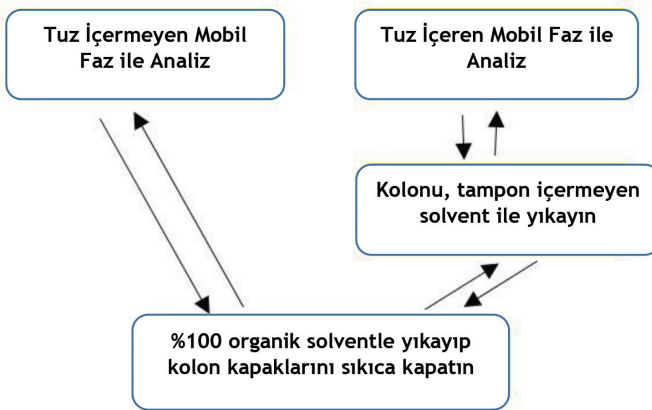 Tuz İçermeyen Mobil
Faz ile Analiz
Tuz İçeren Mobil Faz ile
Analiz
Kolonu, tampon içermeyen
solvent ile yıkayın
%100 organik solventle yıkayıp
kolon kapaklarını sıkıca kapatın